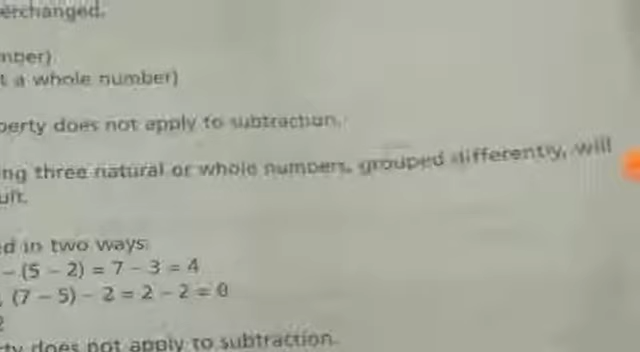 erchanged.
mber)
t a whole number)
perty does not apply to subtraction.
ng three natural or whole numbers, grouped differently, will
ult.
d in two ways:
– (5 – 2) = 7 – 3 = 4
(7 – 5) – 2 = 2 – 2 = 0
2
ty does not apply to subtraction.